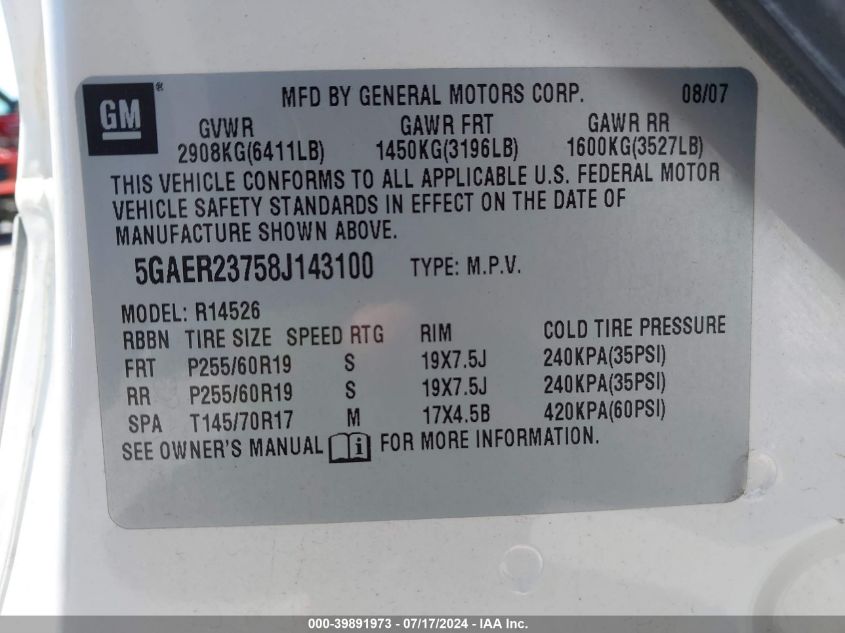 GM ® MFD BY GENERAL MOTORS CORP. 08/07
GVWR GAWR FRT GAWR RR
2908KG(6411LB) 1450KG(3196LB) 1600KG(3527LB)
THIS VEHICLE CONFORMS TO ALL APPLICABLE U.S. FEDERAL MOTOR
VEHICLE SAFETY STANDARDS IN EFFECT ON THE DATE OF
MANUFACTURE SHOWN ABOVE.
5GAER23758J143100 TYPE: M.P.V.
MODEL: R14526
RBBN TIRE SIZE SPEED RTG RIM COLD TIRE PRESSURE
FRT P255/60R19 S 19X7.5J 240KPA(35PSI)
RR P255/60R19 S 19X7.5J 240KPA(35PSI)
SPA T145/70R17 M 17X4.5B 420KPA(60PSI)
SEE OWNER'S MANUAL i FOR MORE INFORMATION.
000-39891973 - 07/17/2024 - IAA Inc.